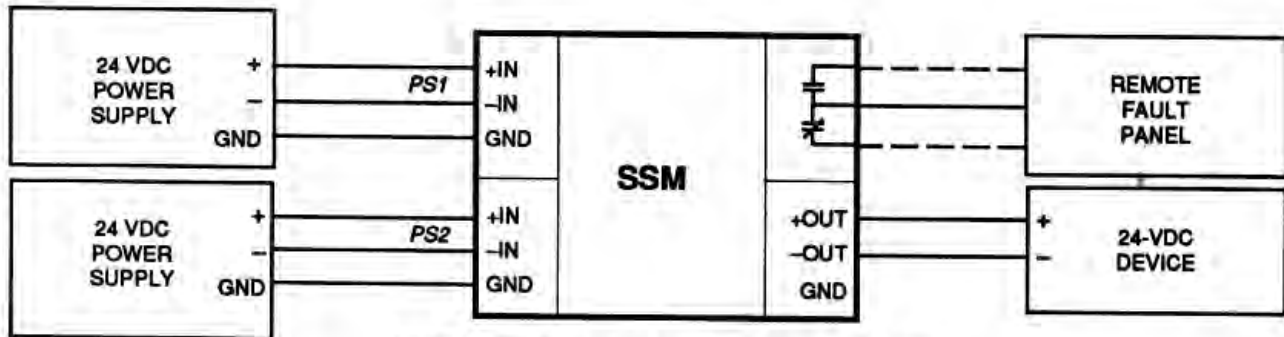 24 VDC
POWER
SUPPLY
+
–
GND
PS1
+IN
–IN
GND
SSM
REMOTE
FAULT
PANEL
24 VDC
POWER
SUPPLY
+
–
GND
PS2
+IN
–IN
GND
+OUT
–OUT
GND
+
–
24-VDC
DEVICE